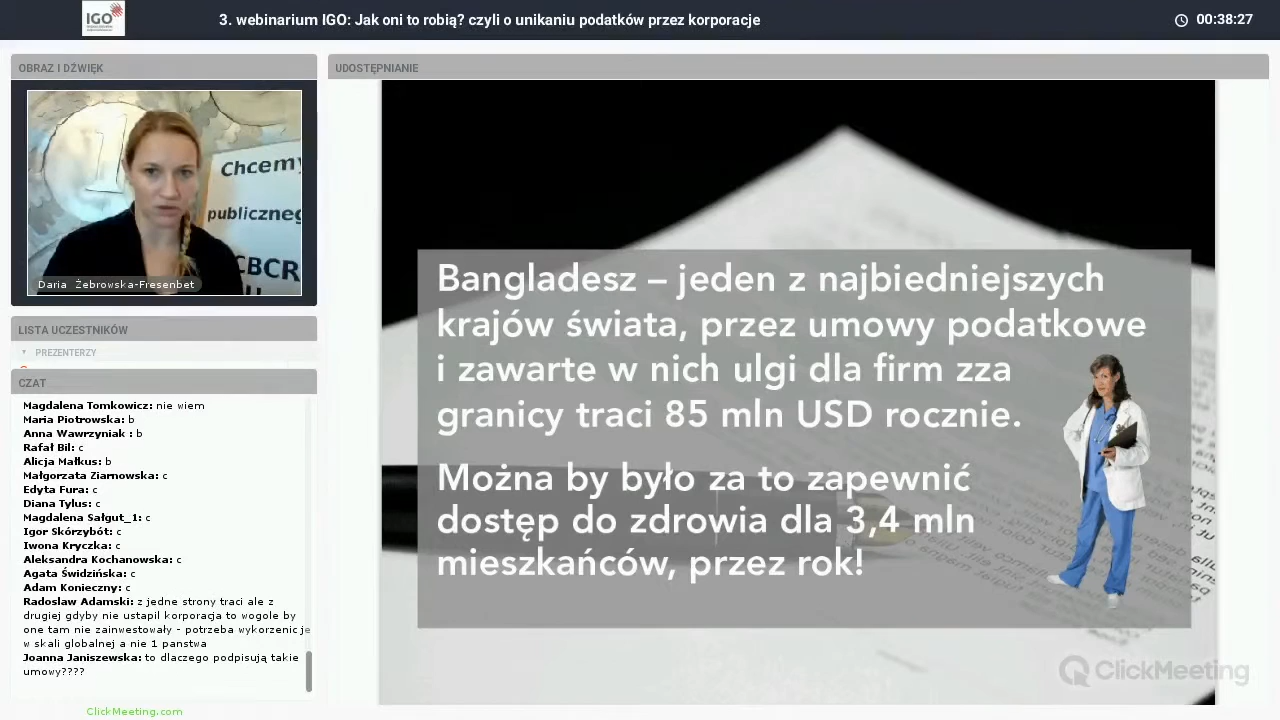 IGO
3. webinarium IGO: Jak oni to robią? czyli o unikaniu podatków przez korporacje
00:38:27
OBRAZ I DŹWIĘK
Chcemy
publiczneg
CBCR
Daria Żebrowska-Fresenbet
LISTA UCZESTNIKÓW
PREZENTERZY
CZAT
Magdalena Tomkowicz: nie wiem
Maria Piotrowska: b
Anna Wawrzyniak : b
Rafał Bil: c
Alicja Małkus: b
Małgorzata Ziarnowska: c
Edyta Fura: c
Diana Tylus: c
Magdalena Sałgut_1: c
Igor Skórzybót: c
Iwona Kryczka: c
Aleksandra Kochanowska: c
Agata Świdzińska: c
Adam Konieczny: c
Radoslaw Adamski: z jedne strony traci ale z
drugiej gdyby nie ustapil korporacja to wogole by
one tam nie zainwestowały - potrzeba wykorzenic je
w skali globalnej a nie 1 panstwa
Joanna Janiszewska: to dlaczego podpisują takie
umowy????
ClickMeeting.com
UDOSTĘPNIANIE
Bangladesz – jeden z najbiedniejszych
krajów świata, przez umowy podatkowe
i zawarte w nich ulgi dla firm zza
granicy traci 85 mln USD rocznie.
Można by było za to zapewnić
dostęp do zdrowia dla 3,4 mln
mieszkańców, przez rok!
ClickMeeting